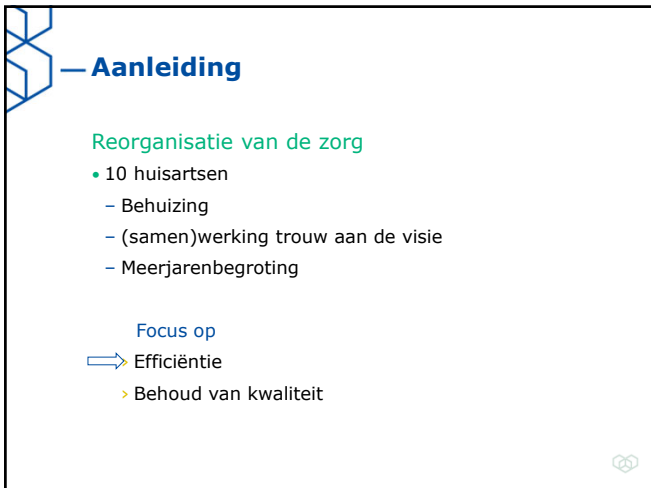 Aanleiding
Reorganisatie van de zorg
• 10 huisartsen
– Behuizing
– (samen)werking trouw aan de visie
– Meerjarenbegroting
Focus op
› Efficiëntie
› Behoud van kwaliteit